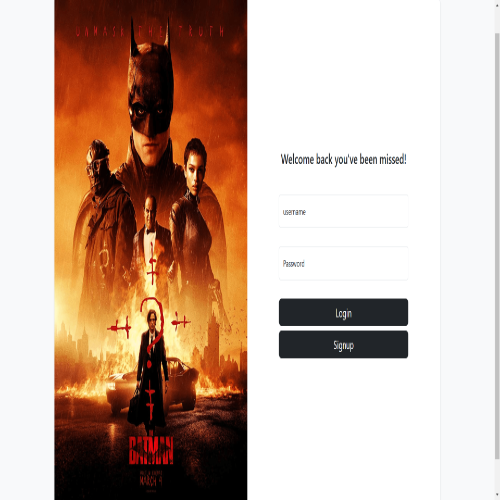 UNMASK THE TRUTH
THE
BATMAN
MARCH 4
Welcome back you've been missed!
username
Password
Login
Signup